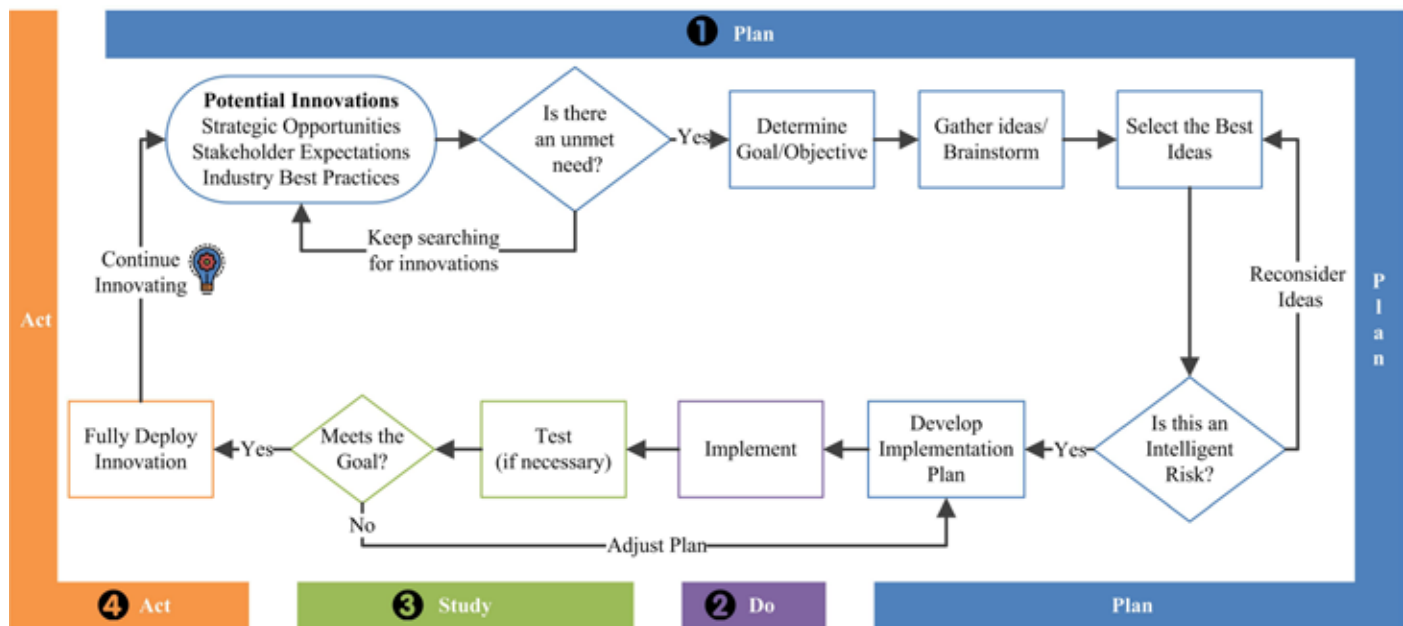 ❶ Plan
Potential Innovations
Strategic Opportunities
Stakeholder Expectations
Industry Best Practices
Is there
an unmet
need?
Yes
Determine
Goal/Objective
Gather ideas/
Brainstorm
Select the Best
Ideas
Keep searching
for innovations
Continue
Innovating
Reconsider
Ideas
Act
Plan
Fully Deploy
Innovation
Yes
Meets the
Goal?
Test
(if necessary)
Implement
Develop
Implementation
Plan
Yes
Is this an
Intelligent
Risk?
No
Adjust Plan
❹ Act
❸ Study
❷ Do
Plan